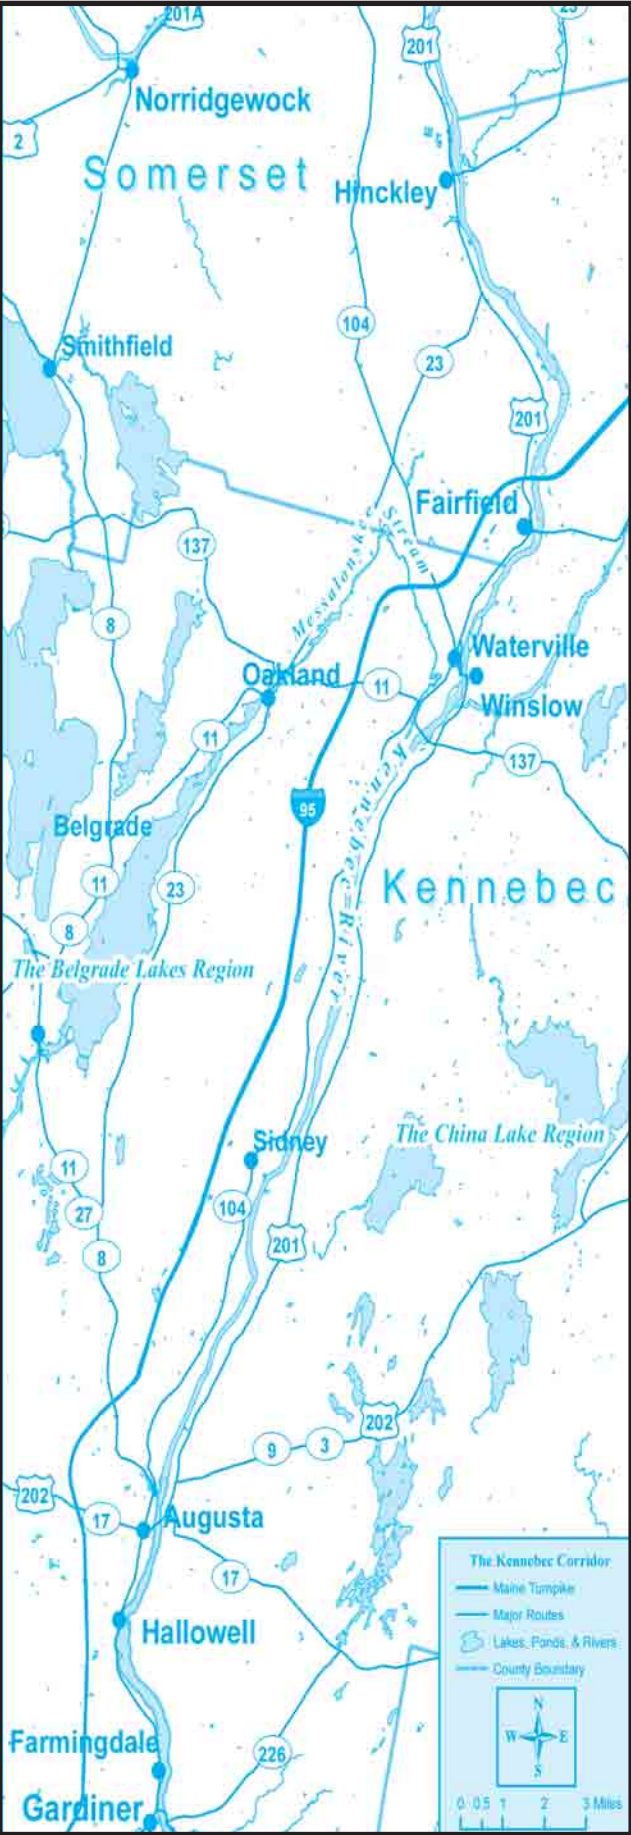 201A
23
201
Norridgewock
2
Somerset
Hinckley
104
Smithfield
23
201
Fairfield
Messalonskee Stream
137
8
Waterville
Oakland
11
Winslow
11
137
95
Kennebec River
Belgrade
11
23
Kennebec
8
The Belgrade Lakes Region
The China Lake Region
Sidney
11
104
27
201
8
202
9
3
202
17
Augusta
17
Hallowell
The Kennebec Corridor
Maine Turnpike
Major Routes
Lakes, Ponds, & Rivers
County Boundary
N
W E
S
Farmingdale
226
Gardiner
0 0.5 1 2 3 Miles